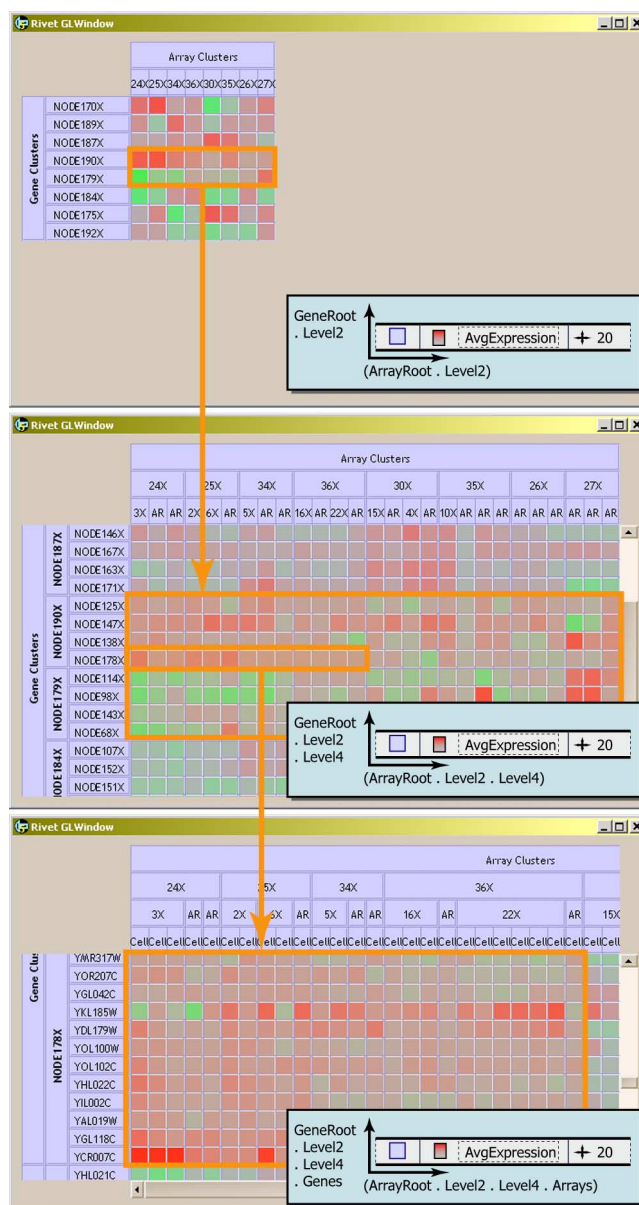 Rivet GLWindow
Array Clusters
24X 25X 34X 36X 30X 35X 26X 27X
Gene Clusters
NODE170X
NODE189X
NODE187X
NODE190X
NODE179X
NODE184X
NODE175X
NODE192X
GeneRoot
. Level2
AvgExpression 20
(ArrayRoot . Level2)
Rivet GLWindow
Array Clusters
24X 25X 34X 36X 30X 35X 26X 27X
3X AR AR 2X 6X AR 5X AR AR 16X AR 22X AR 15X AR 4X AR 10X AR AR AR AR AR AR AR AR AR
Gene Clusters
NODE187X
NODE146X
NODE167X
NODE163X
NODE171X
NODE190X
NODE125X
NODE147X
NODE138X
NODE178X
NODE179X
NODE114X
NODE98X
NODE143X
NODE68X
NODE107X
NODE152X
NODE151X
GeneRoot
. Level2
. Level4
AvgExpression 20
(ArrayRoot . Level2 . Level4)
Rivet GLWindow
Array Clusters
24X 34X 36X
3X AR AR 2X 6X AR 5X AR AR 16X AR 22X AR 15X
Gene Clu
NODE178X
YMR317W
YOR207C
YGL042C
YKL185W
YDL179W
YOL100W
YOL102C
YHL022C
YIL002C
YAL019W
YGL118C
YCR007C
YHL021C
GeneRoot
. Level2
. Level4
. Genes
AvgExpression 20
(ArrayRoot . Level2 . Level4 . Arrays)